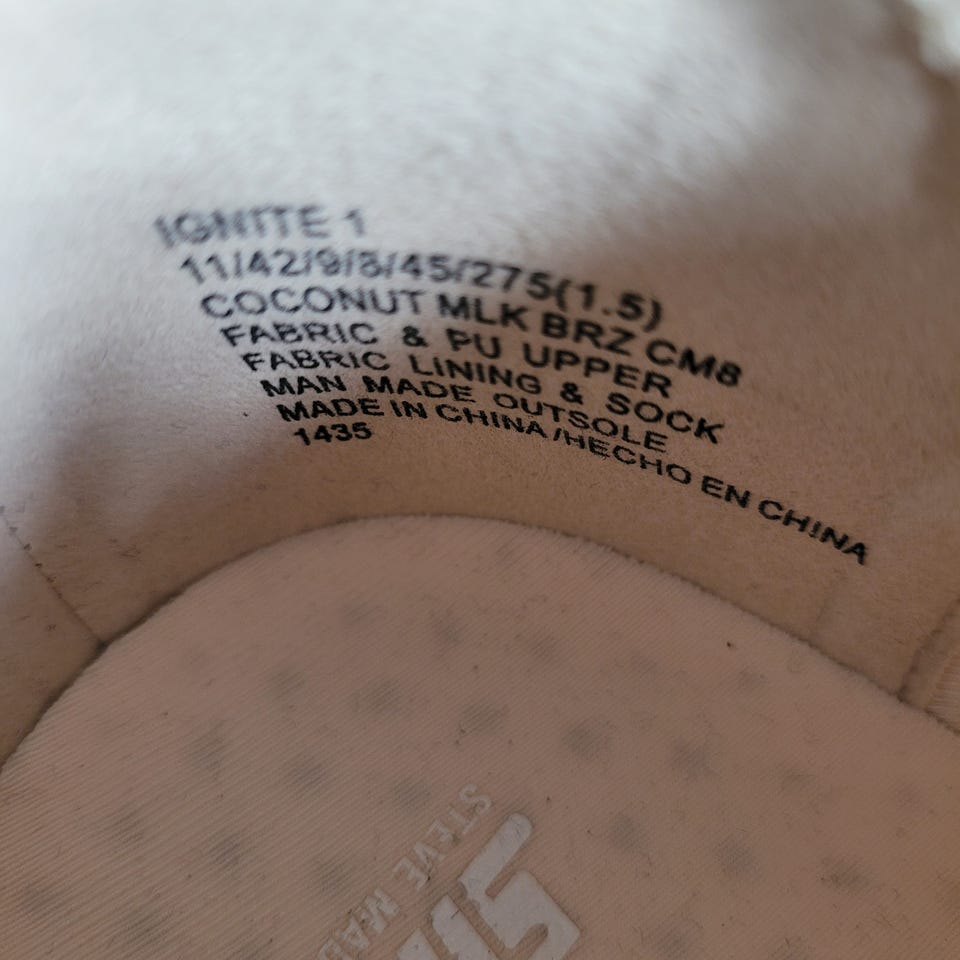 IGNITE 1
11/42/9/8/45/275(1.5)
COCONUT MLK BRZ CM8
FABRIC & PU UPPER
FABRIC LINING & SOCK
MAN MADE OUTSOLE
MADE IN CHINA/HECHO EN CHINA
1435
STEVE